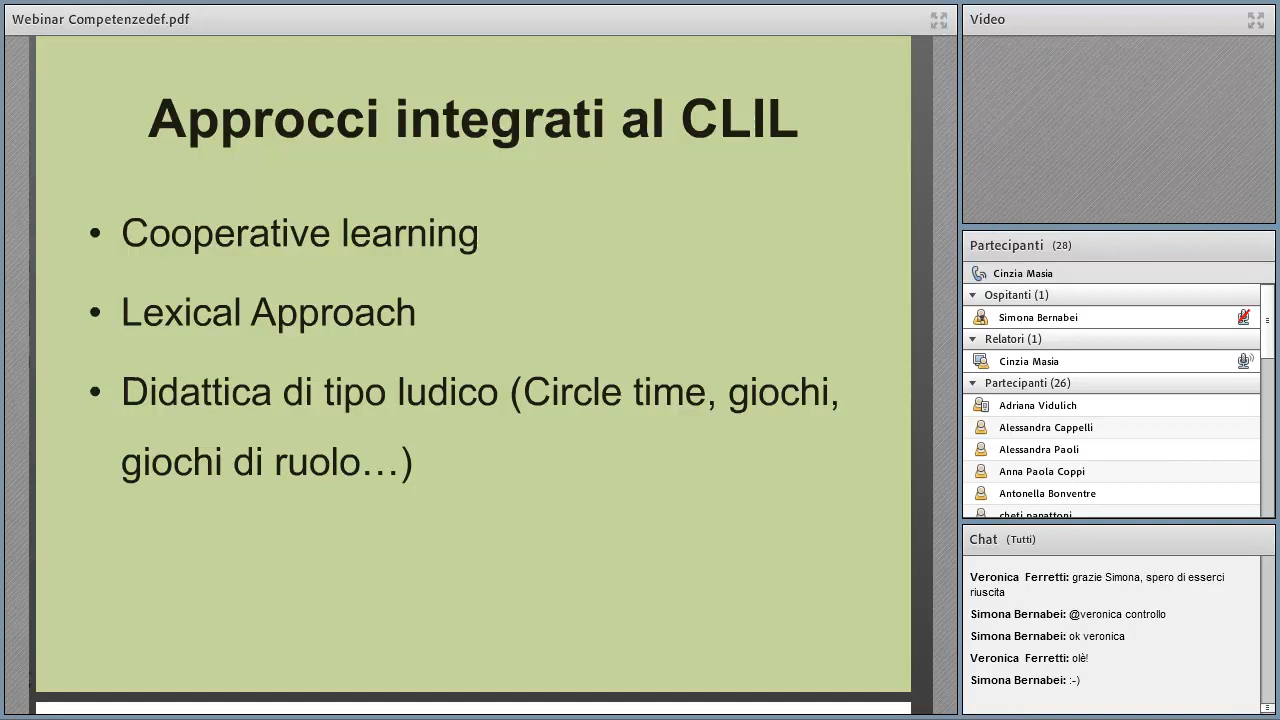 Webinar Competenzedef.pdf
Approcci integrati al CLIL
• Cooperative learning
• Lexical Approach
• Didattica di tipo ludico (Circle time, giochi,
giochi di ruolo…)
Video
Partecipanti (28)
Cinzia Masia
Ospitanti (1)
Simona Bernabei
Relatori (1)
Cinzia Masia
Partecipanti (26)
Adriana Vidulich
Alessandra Cappelli
Alessandra Paoli
Anna Paola Coppi
Antonella Bonventre
Chat (Tutti)
Veronica Ferretti: grazie Simona, spero di esserci
riuscita
Simona Bernabei: @veronica controllo
Simona Bernabei: ok veronica
Veronica Ferretti: olè!
Simona Bernabei: :-)